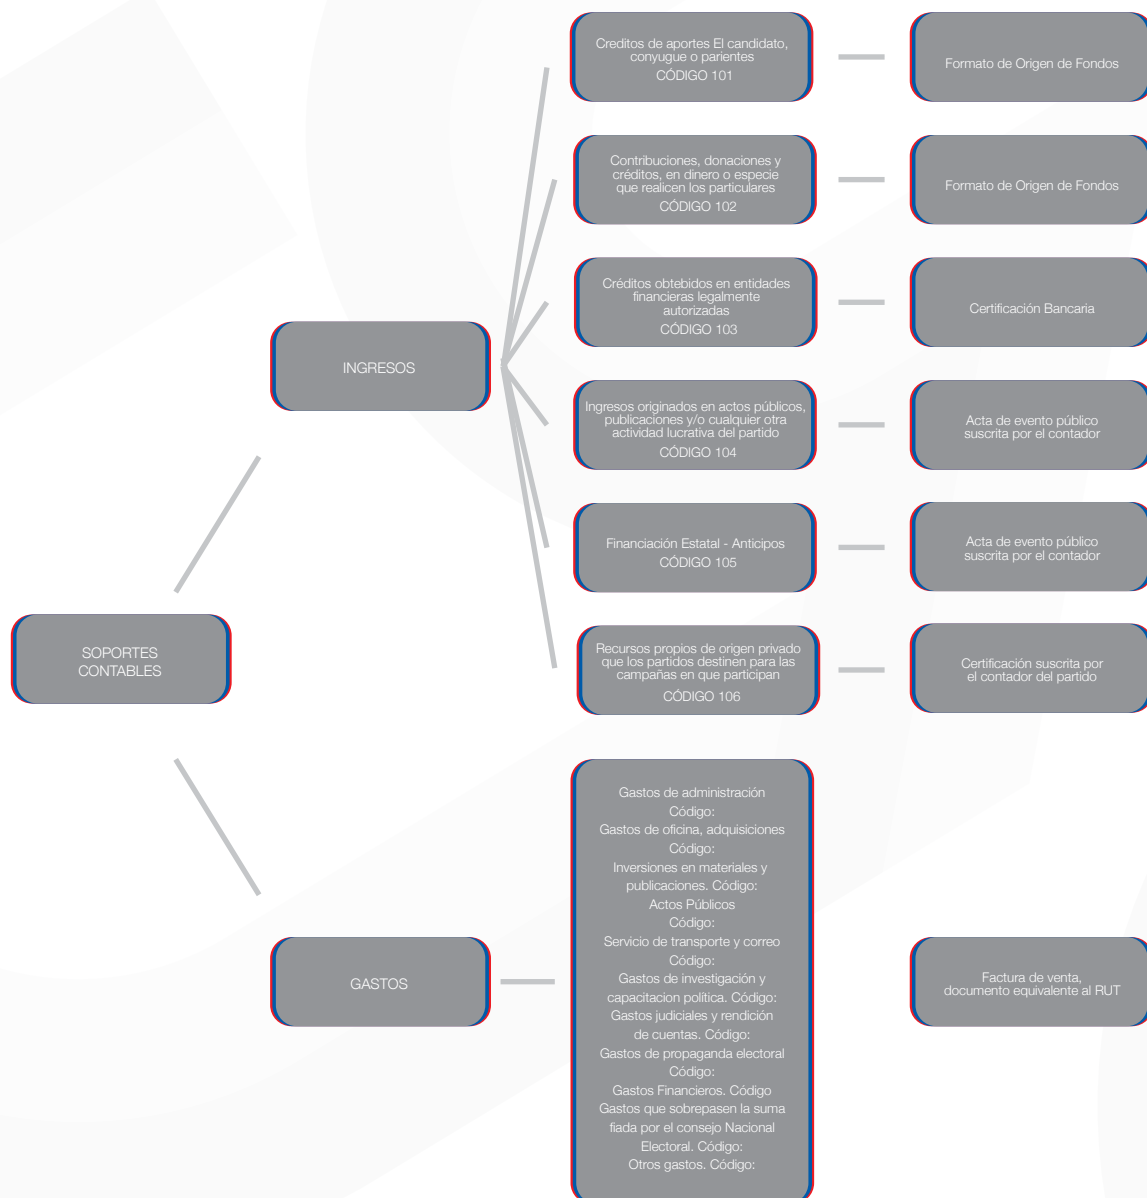 Creditos de aportes El candidato,
conyugue o parientes
CÓDIGO 101
Formato de Origen de Fondos
Contribuciones, donaciones y
créditos, en dinero o especie
que realicen los particulares
CÓDIGO 102
Formato de Origen de Fondos
Créditos obtebidos en entidades
financieras legalmente
autorizadas
CÓDIGO 103
Certificación Bancaria
INGRESOS
Ingresos originados en actos públicos,
publicaciones y/o cualquier otra
actividad lucrativa del partido
CÓDIGO 104
Acta de evento público
suscrita por el contador
Financiación Estatal - Anticipos
CÓDIGO 105
Acta de evento público
suscrita por el contador
Recursos propios de origen privado
que los partidos destinen para las
campañas en que participan
CÓDIGO 106
Certificación suscrita por
el contador del partido
SOPORTES
CONTABLES
GASTOS
Gastos de administración
Código:
Gastos de oficina, adquisiciones
Código:
Inversiones en materiales y
publicaciones. Código:
Actos Públicos
Código:
Servicio de transporte y correo
Código:
Gastos de investigación y
capacitacion política. Código:
Gastos judiciales y rendición
de cuentas. Código:
Gastos de propaganda electoral
Código:
Gastos Financieros. Código
Gastos que sobrepasen la suma
fiada por el consejo Nacional
Electoral. Código:
Otros gastos. Código:
Factura de venta,
documento equivalente al RUT